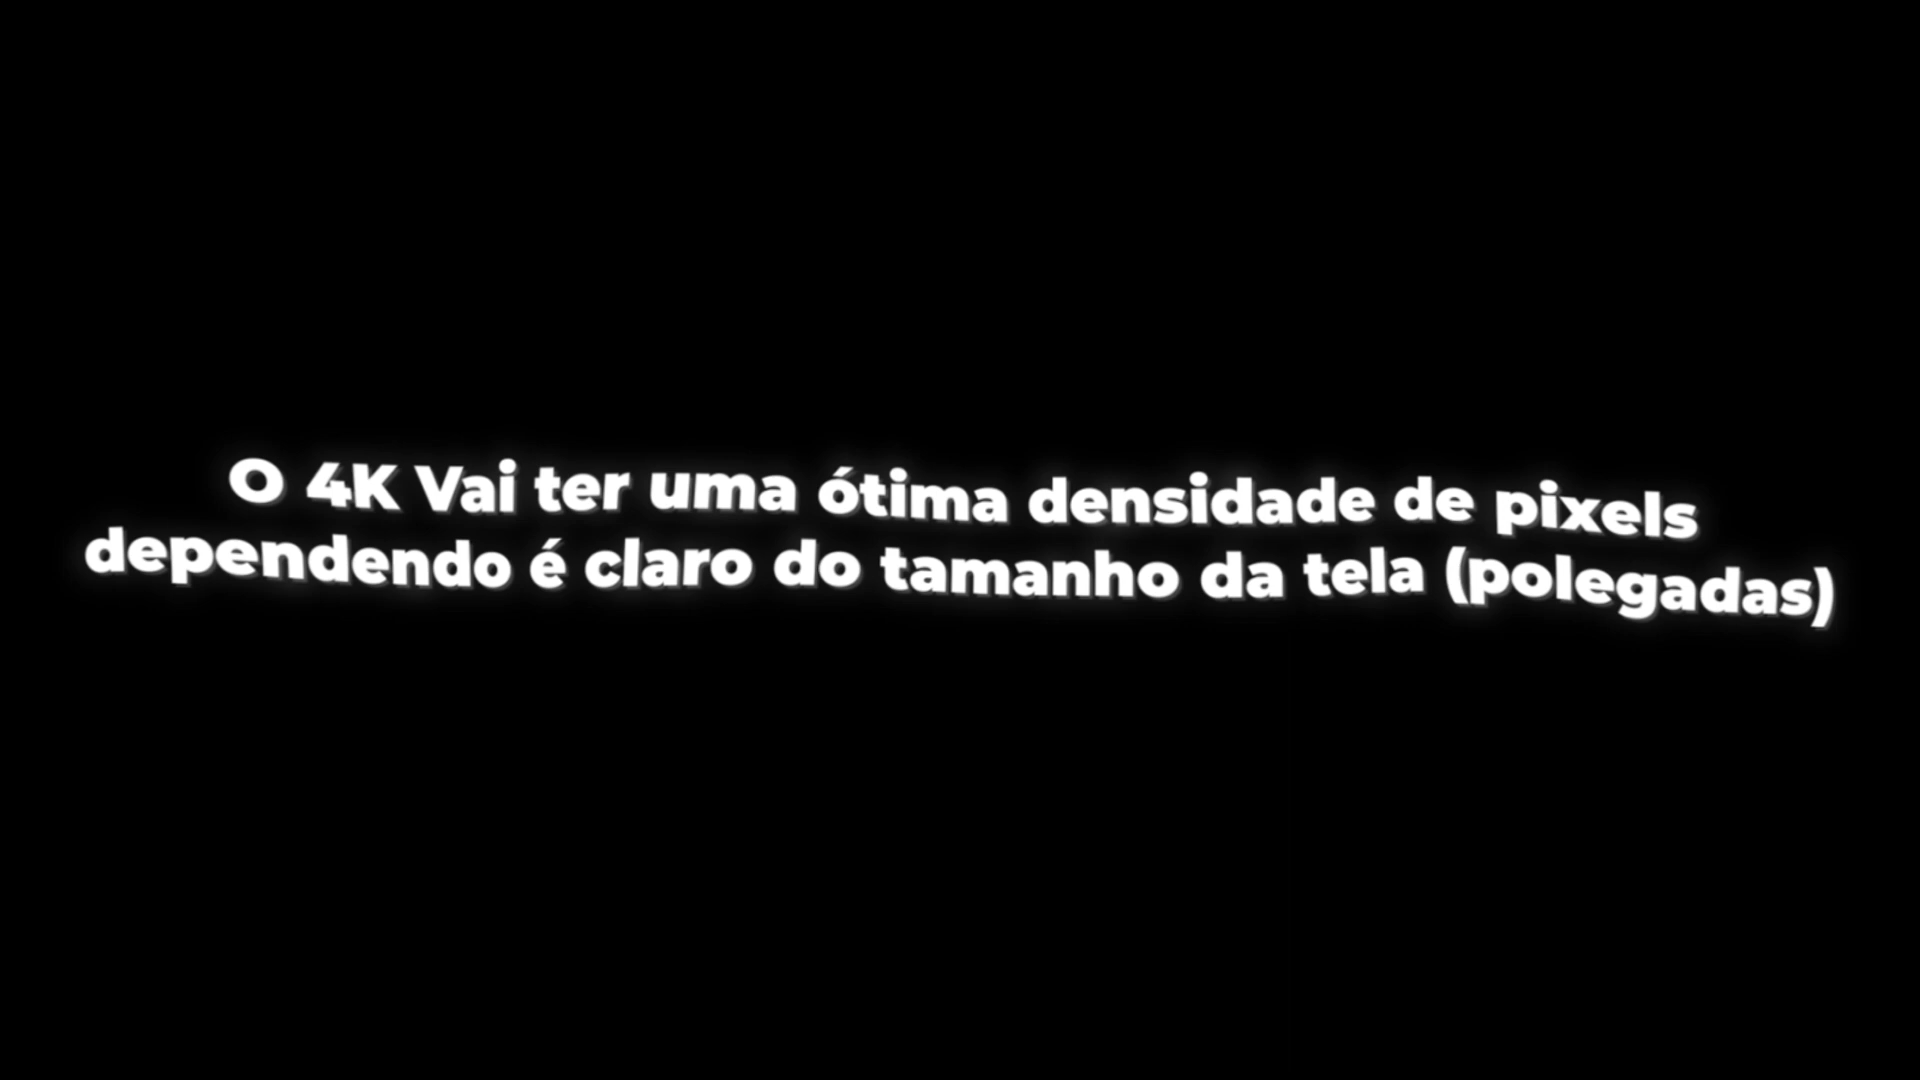 O 4K Vai ter uma ótima densidade de pixels
dependendo é claro do tamanho da tela (polegadas)